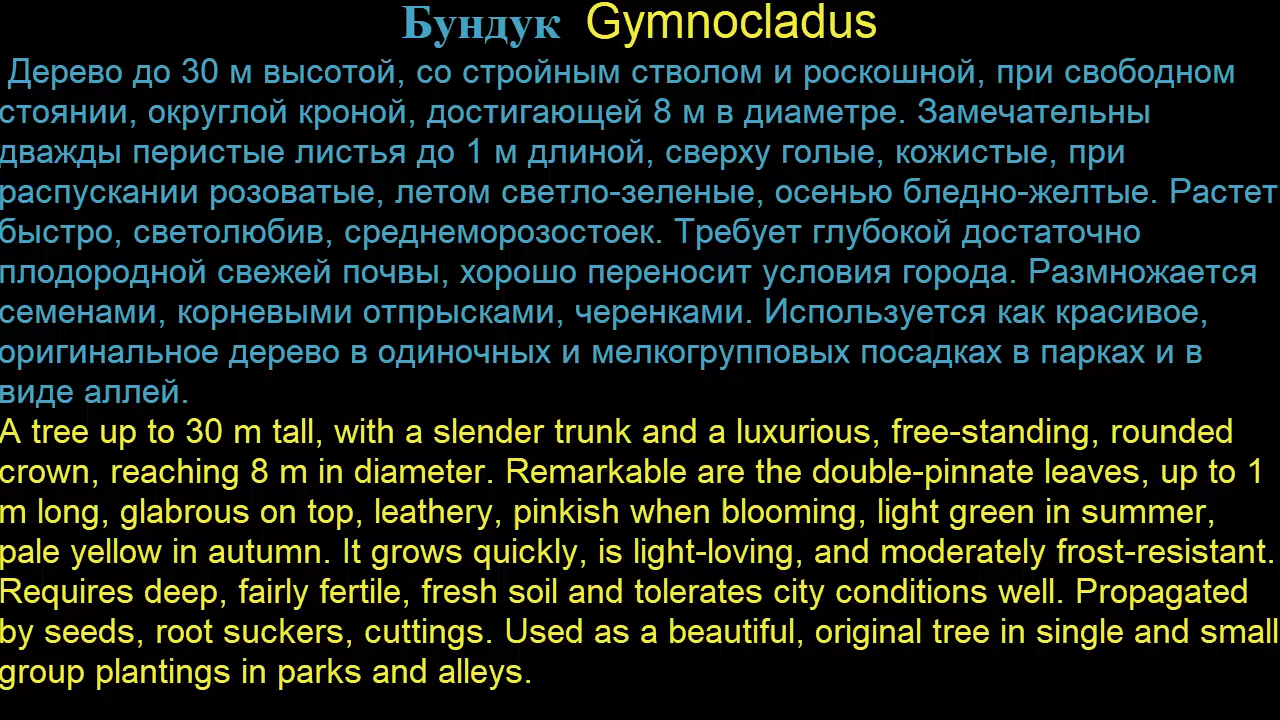 Бундук Gymnocladus
Дерево до 30 м высотой, со стройным стволом и роскошной, при свободном
стоянии, округлой кроной, достигающей 8 м в диаметре. Замечательны
дважды перистые листья до 1 м длиной, сверху голые, кожистые, при
распускании розоватые, летом светло-зеленые, осенью бледно-желтые. Растет
быстро, светолюбив, среднеморозостоек. Требует глубокой достаточно
плодородной свежей почвы, хорошо переносит условия города. Размножается
семенами, корневыми отпрысками, черенками. Используется как красивое,
оригинальное дерево в одиночных и мелкогрупповых посадках в парках и в
виде аллей.
A tree up to 30 m tall, with a slender trunk and a luxurious, free-standing, rounded
crown, reaching 8 m in diameter. Remarkable are the double-pinnate leaves, up to 1
m long, glabrous on top, leathery, pinkish when blooming, light green in summer,
pale yellow in autumn. It grows quickly, is light-loving, and moderately frost-resistant.
Requires deep, fairly fertile, fresh soil and tolerates city conditions well. Propagated
by seeds, root suckers, cuttings. Used as a beautiful, original tree in single and small
group plantings in parks and alleys.